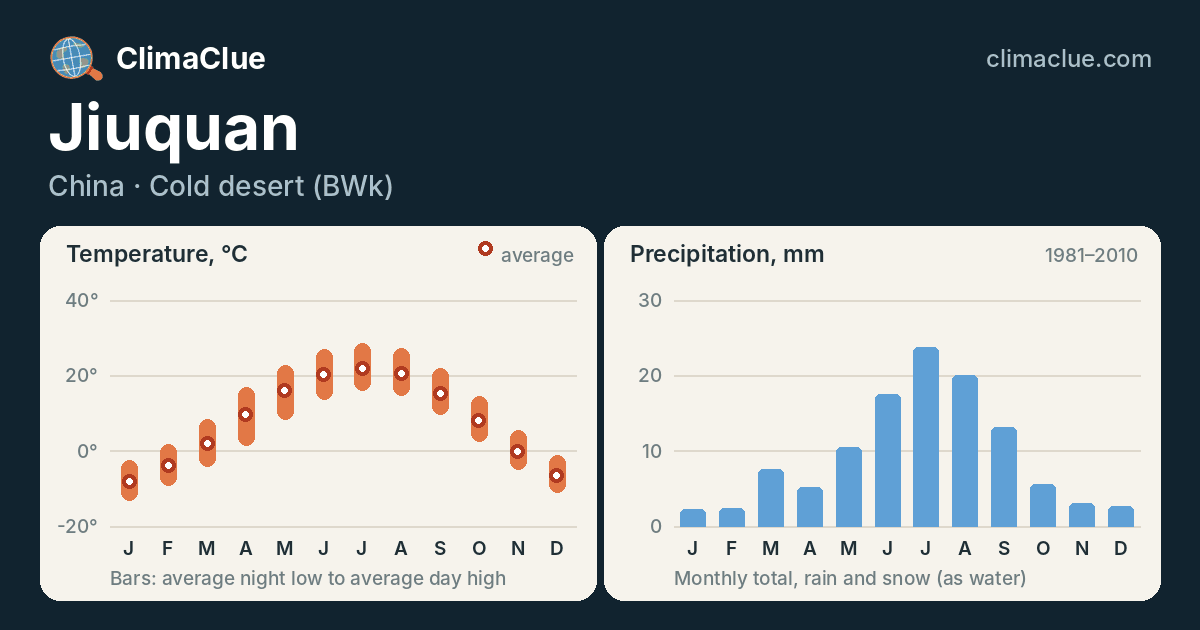 ClimaClue
climaclue.com
Jiuquan
China · Cold desert (BWk)
Temperature, °C
average
40°
20°
0°
-20°
J F M A M J J A S O N D
Bars: average night low to average day high
Precipitation, mm
1981–2010
30
20
10
0
J F M A M J J A S O N D
Monthly total, rain and snow (as water)